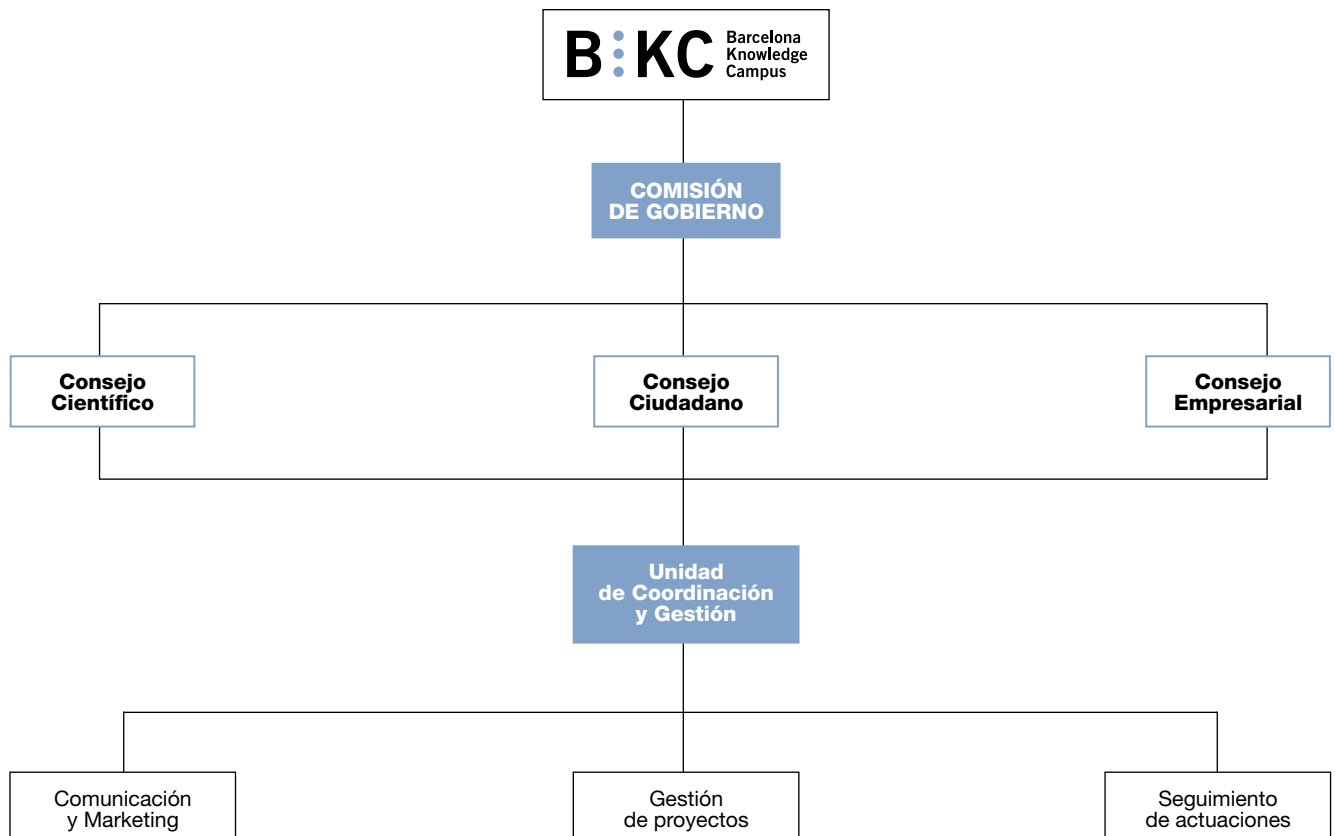 B KC
Barcelona
Knowledge
Campus
COMISIÓN
DE GOBIERNO
Consejo
Científico
Consejo
Ciudadano
Consejo
Empresarial
Unidad
de Coordinación
y Gestión
Comunicación
y Marketing
Gestión
de proyectos
Seguimiento
de actuaciones